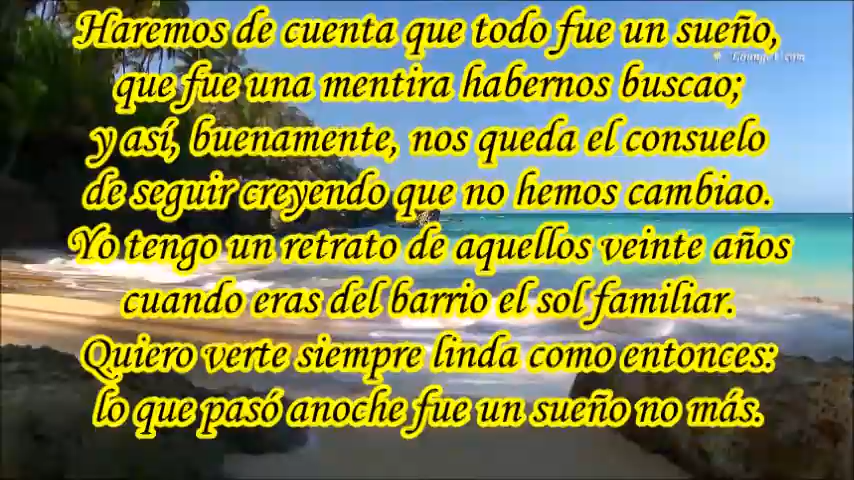 Haremos de cuenta que todo fue un sueño,
que fue una mentira habernos buscao;
y así, buenamente, nos queda el consuelo
de seguir creyendo que no hemos cambiao.
Yo tengo un retrato de aquellos veinte años
cuando eras del barrio el sol familiar.
Quiero verte siempre linda como entonces:
lo que pasó anoche fue un sueño no más.